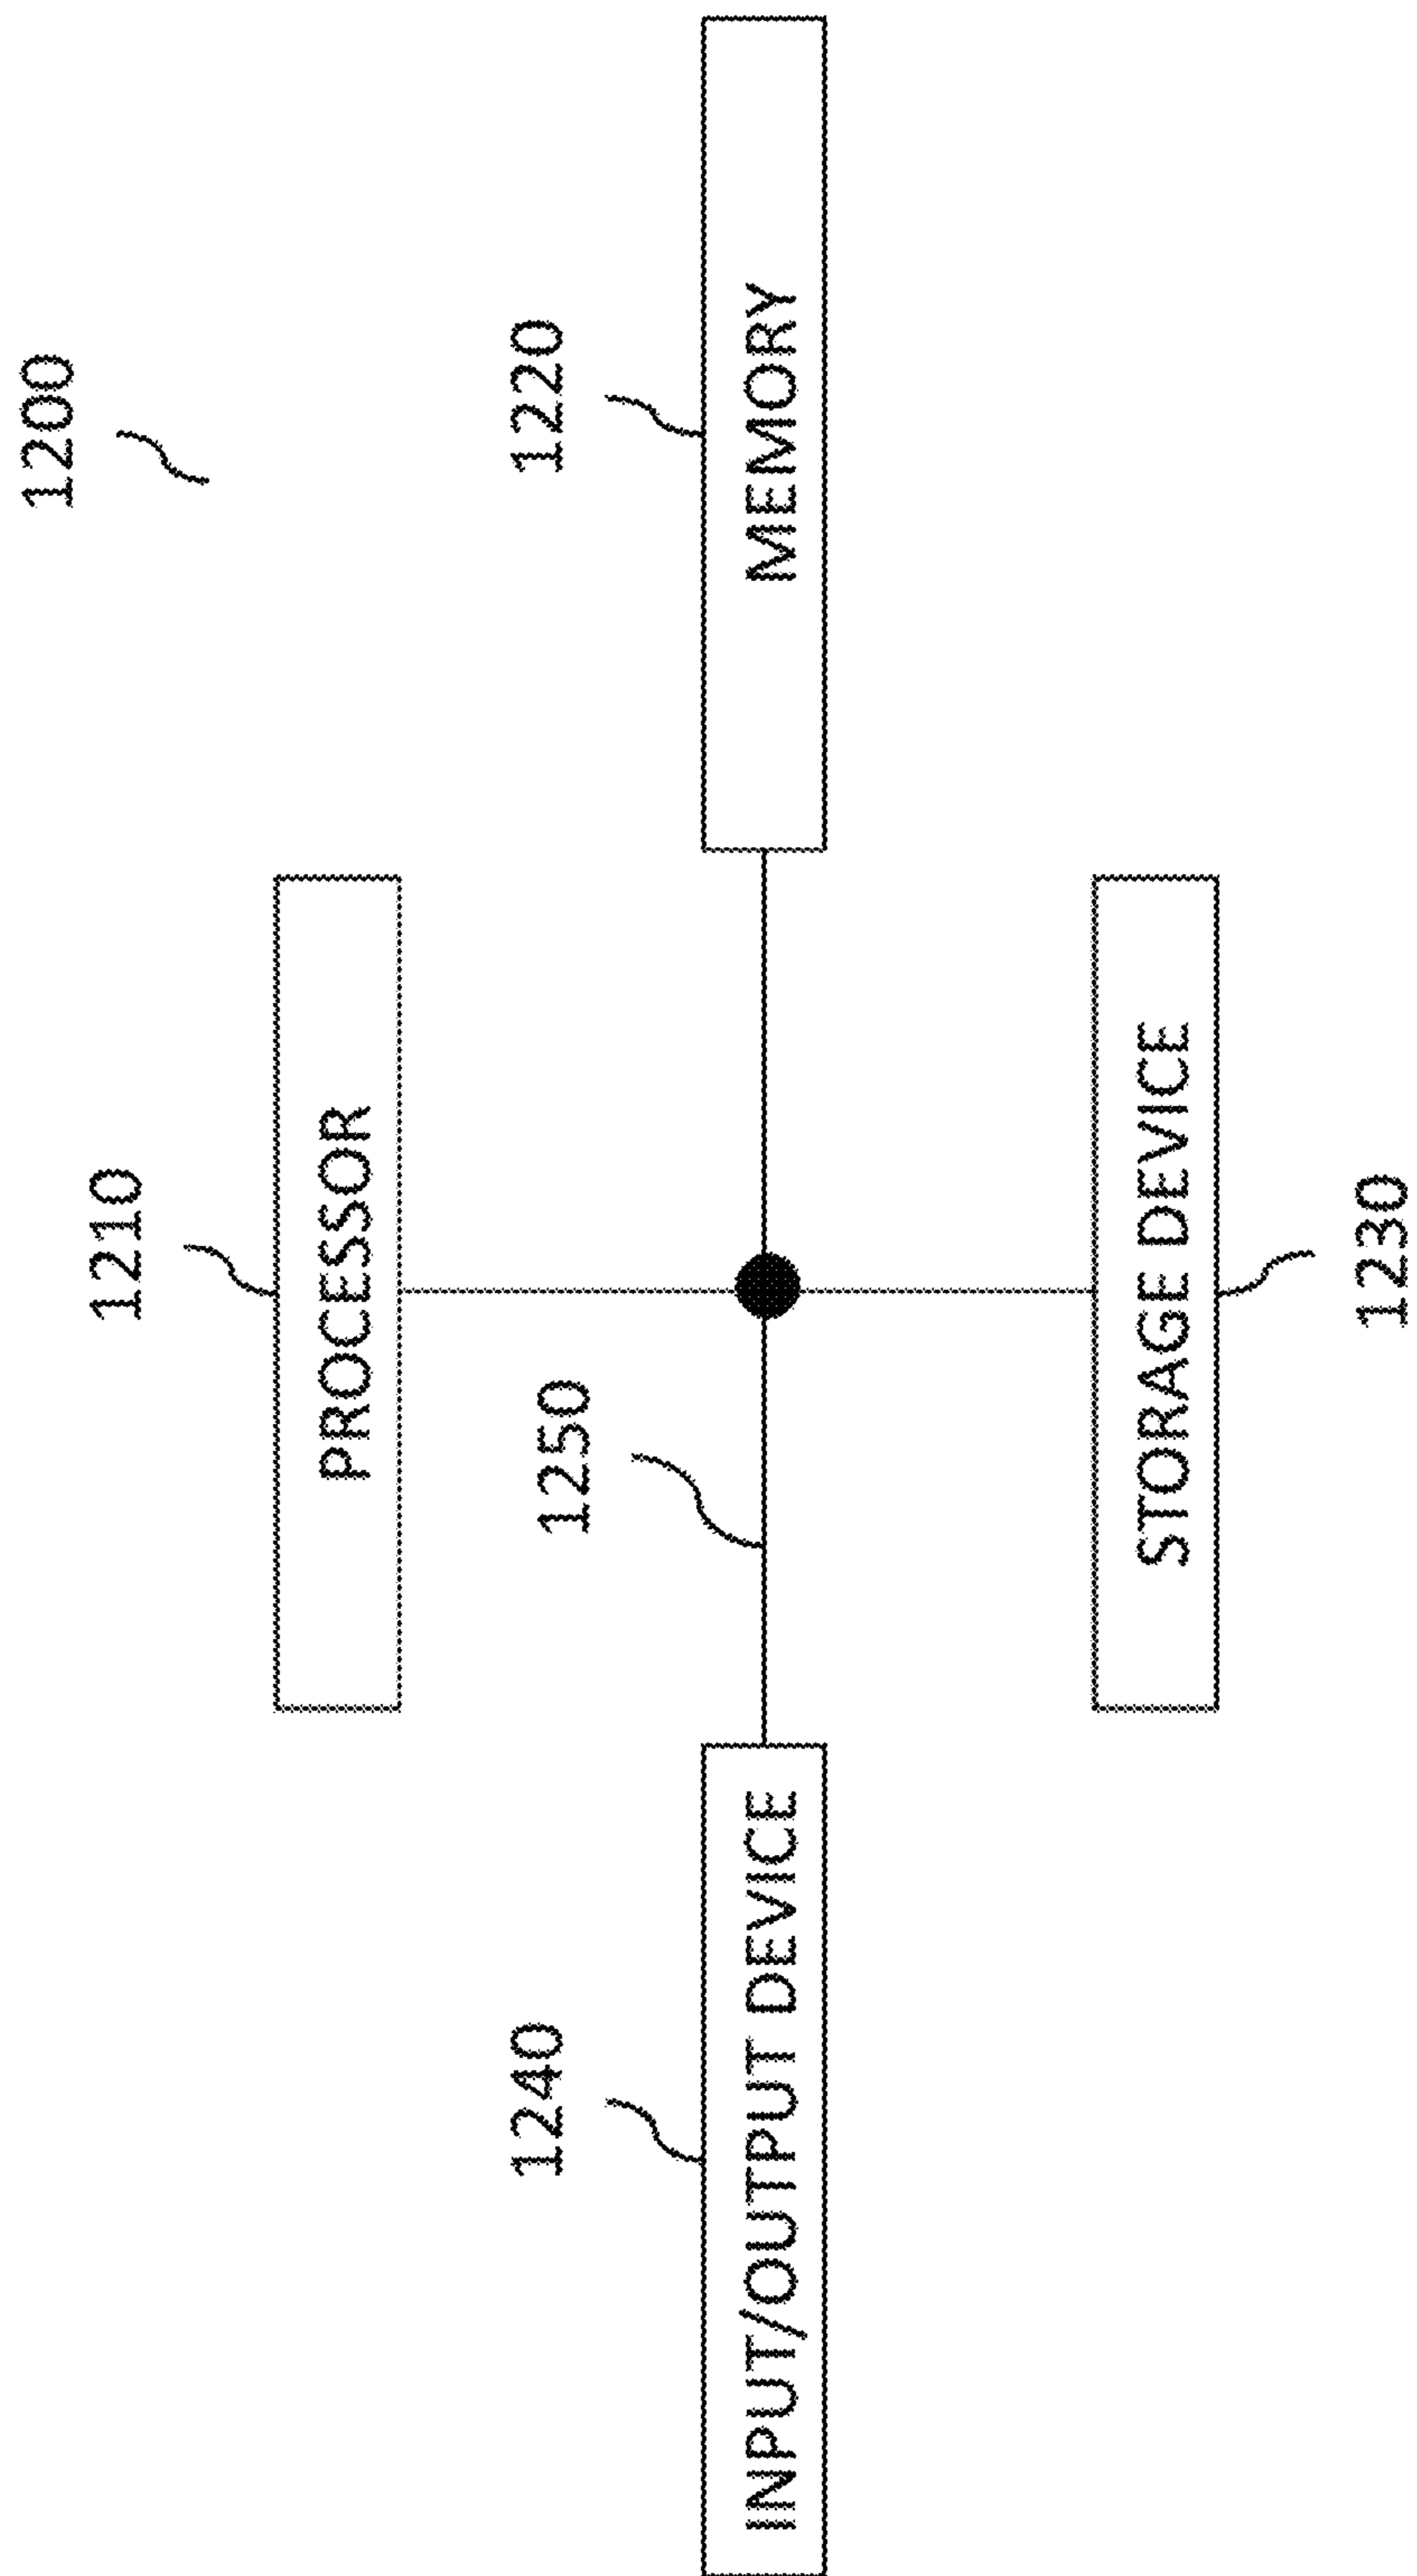 1200
1210
PROCESSOR
1240
1250
1220
INPUT/OUTPUT DEVICE
MEMORY
STORAGE DEVICE
1230